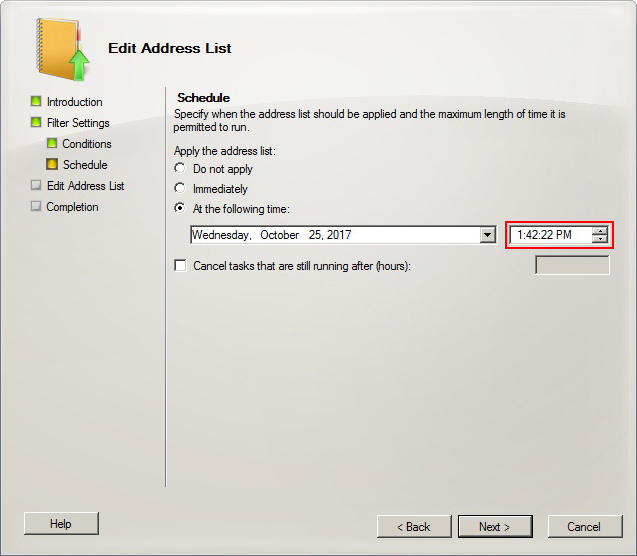 Edit Address List
Introduction
Filter Settings
Conditions
Schedule
Edit Address List
Completion
Schedule
Specify when the address list should be applied and the maximum length of time it is
permitted to run.
Apply the address list:
Do not apply
Immediately
At the following time:
Wednesday, October 25, 2017 1:42:22 PM
Cancel tasks that are still running after (hours):
Help < Back Next > Cancel